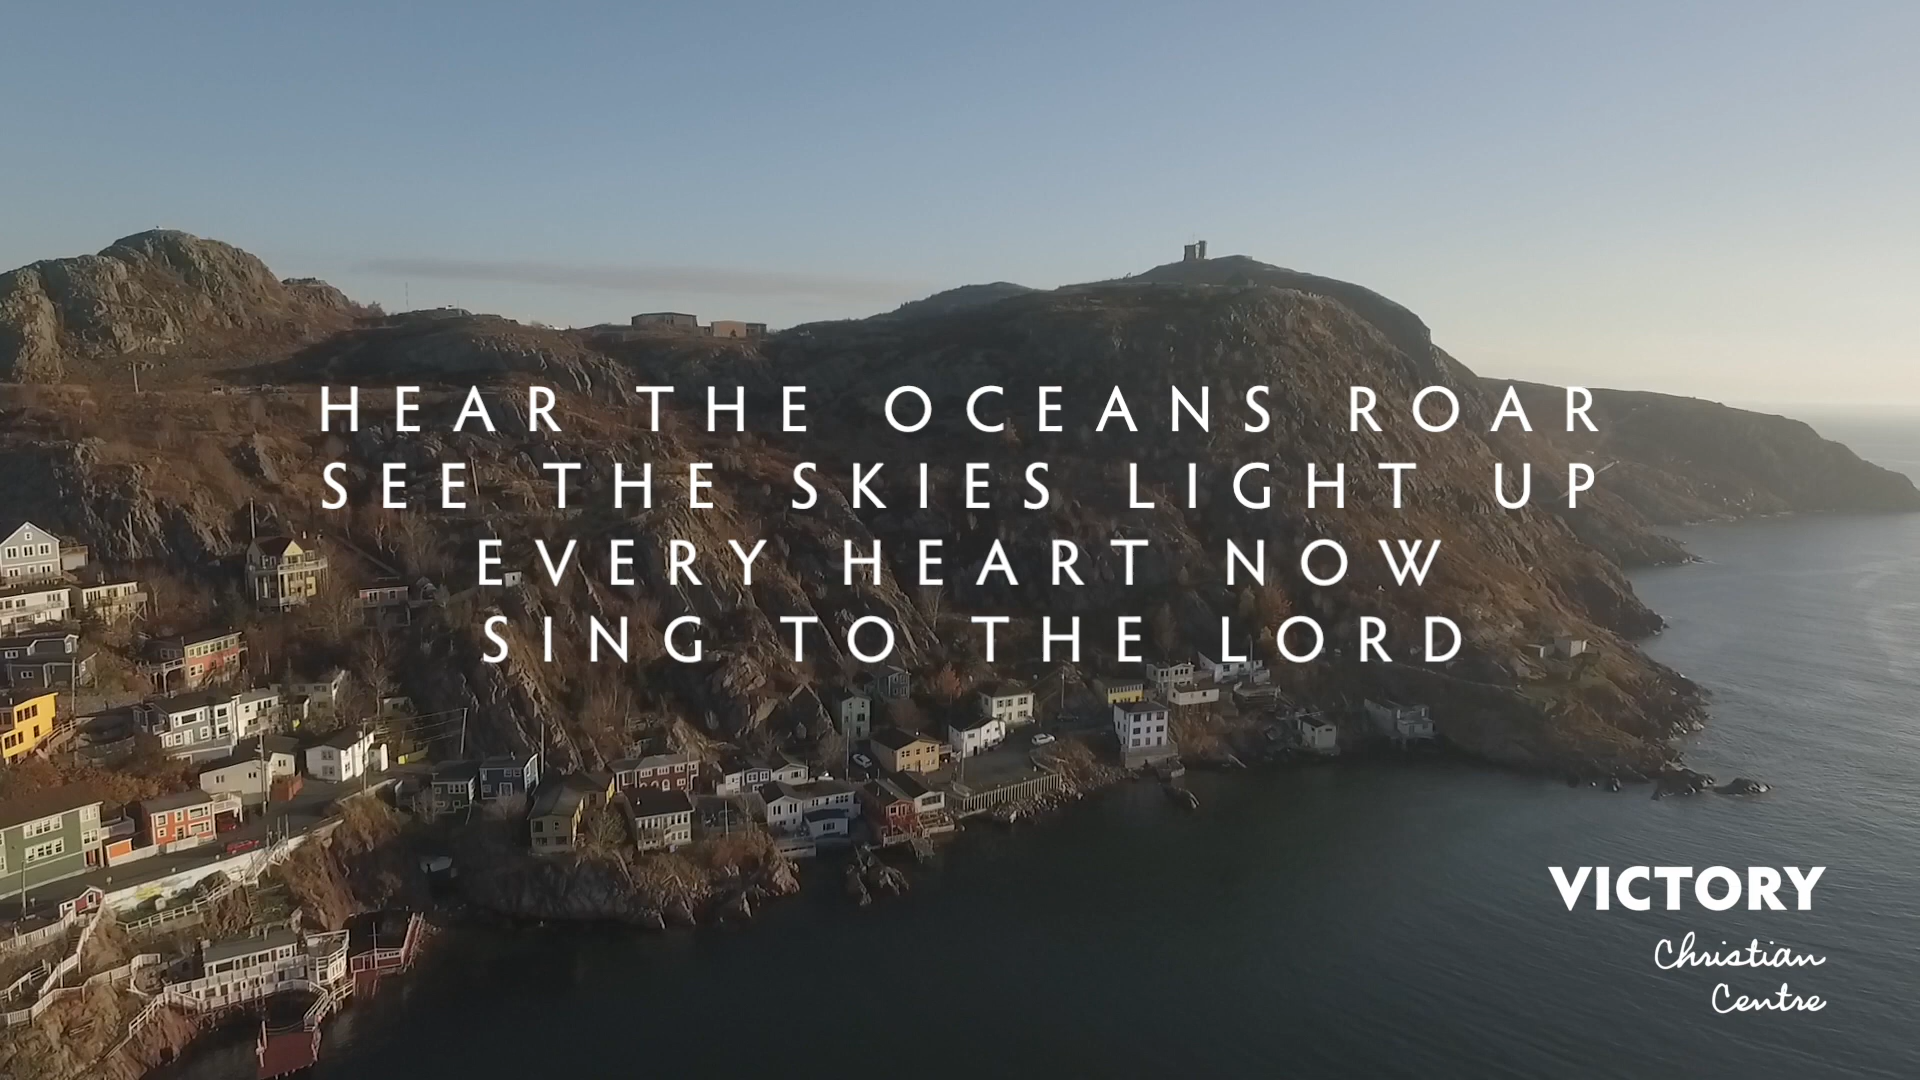 HEAR THE OCEANS ROAR
SEE THE SKIES LIGHT UP
EVERY HEART NOW
SING TO THE LORD
VICTORY
Christian
Centre